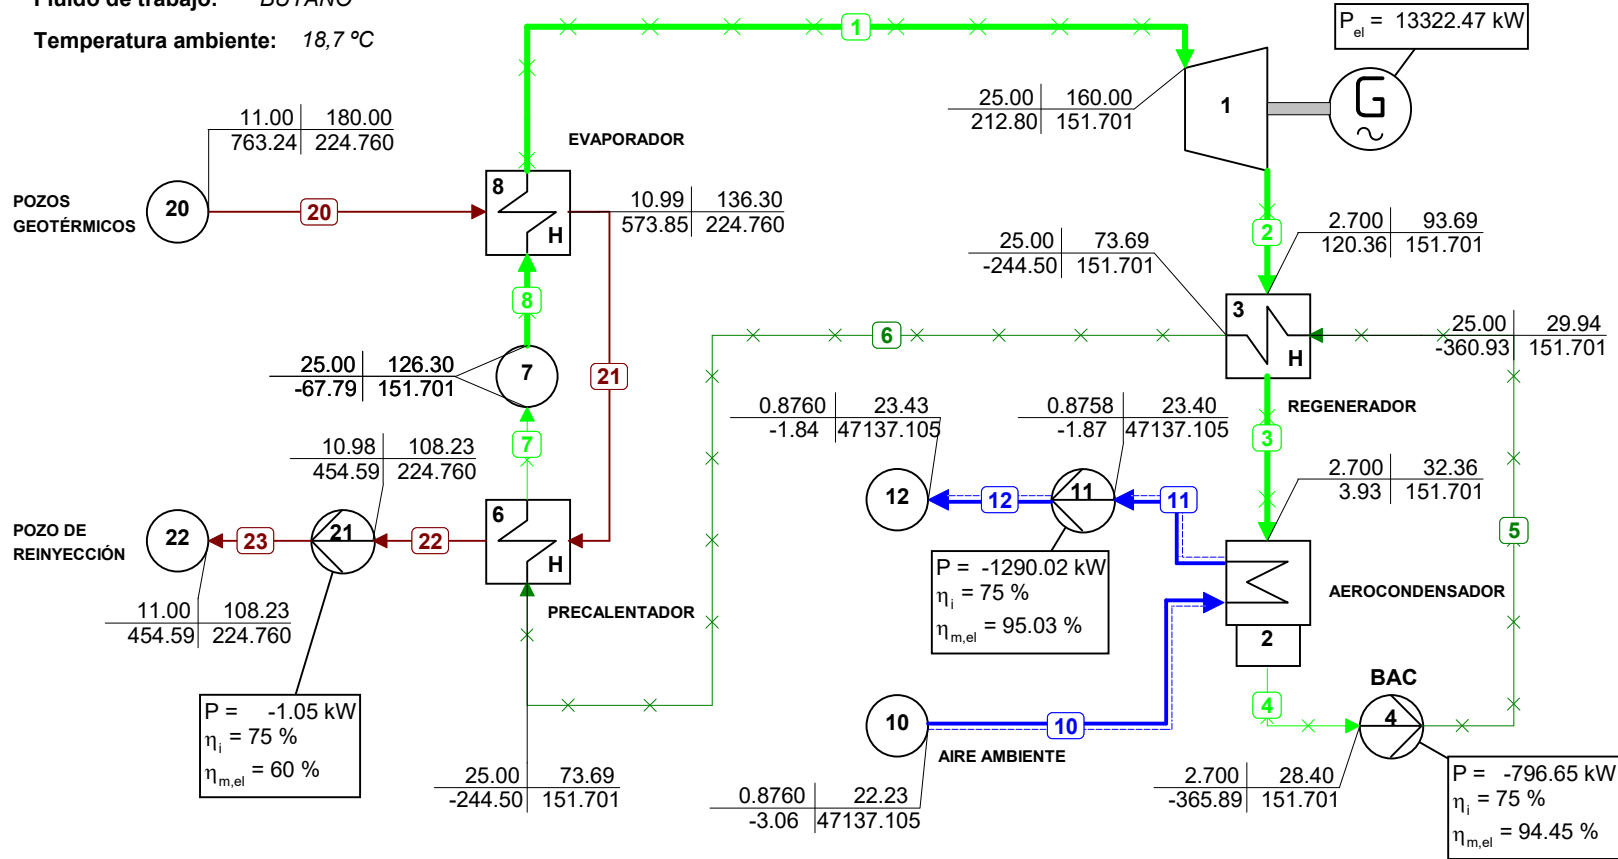 Fluido de trabajo: BUTANO
Temperatura ambiente: 18,7 ºC
P_el = 13322.47 kW
G
1
1
25.00 160.00
212.80 151.701
11.00 180.00
763.24 224.760
EVAPORADOR
POZOS
GEOTÉRMICOS
20
20
8
H
10.99 136.30
573.85 224.760
2
2.700 93.69
120.36 151.701
25.00 73.69
-244.50 151.701
8
3
H
6
25.00 29.94
-360.93 151.701
25.00 126.30
-67.79 151.701
7
21
REGENERADOR
0.8760 23.43
-1.84 47137.105
0.8758 23.40
-1.87 47137.105
7
3
10.98 108.23
454.59 224.760
2.700 32.36
3.93 151.701
12
12
11
11
5
POZO DE
REINYECCIÓN
22
23
21
22
6
H
P = -1290.02 kW
η_i = 75 %
η_m,el = 95.03 %
AEROCONDENSADOR
PRECALENTADOR
11.00 108.23
454.59 224.760
2
BAC
P = -1.05 kW
η_i = 75 %
η_m,el = 60 %
10
10
4
4
AIRE AMBIENTE
25.00 73.69
-244.50 151.701
0.8760 22.23
-3.06 47137.105
2.700 28.40
-365.89 151.701
P = -796.65 kW
η_i = 75 %
η_m,el = 94.45 %